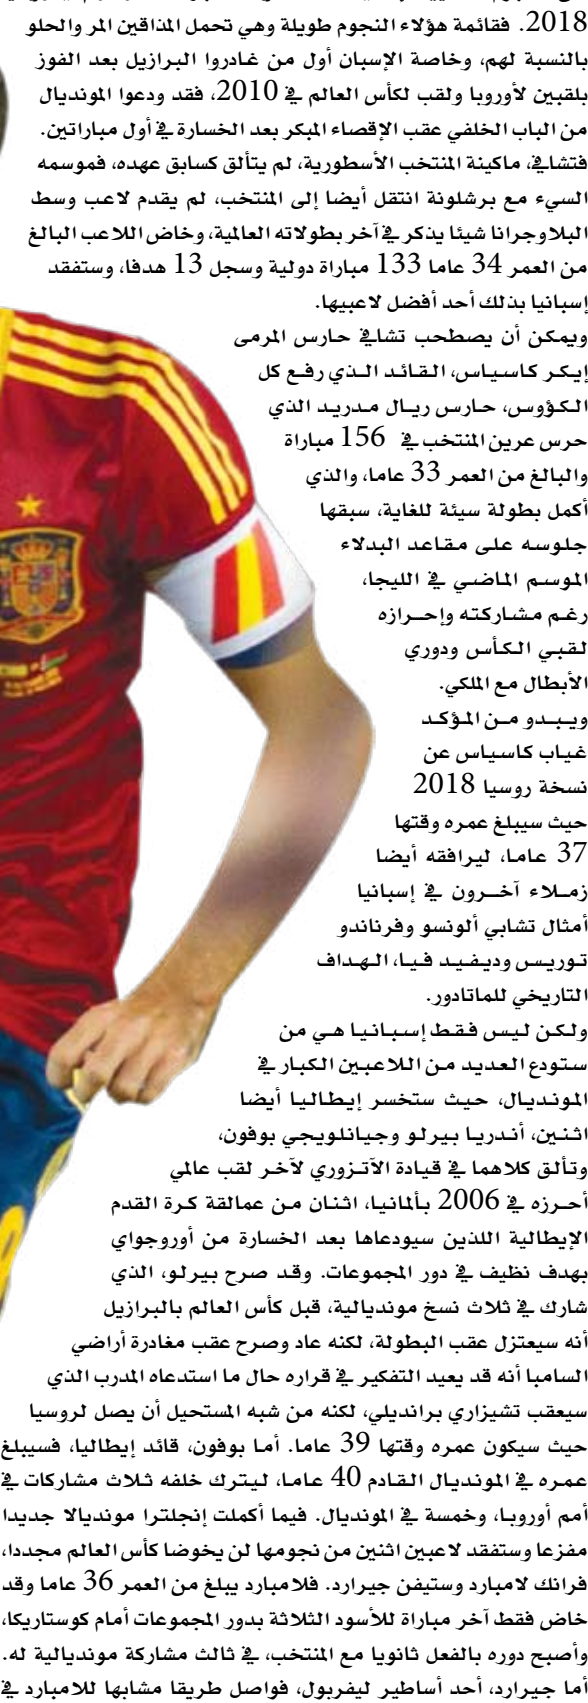 2018. فقائمة هؤلاء النجوم طويلة وهي تحمل المذاقين المر والحلو
بالنسبة لهم، وخاصة الإسبان أول من غادروا البرازيل بعد الفوز
بلقبين لأوروبا ولقب لكأس العالم في 2010، فقد ودعوا المونديال
من الباب الخلفي عقب الإقصاء المبكر بعد الخسارة في أول مباراتين.
فتشافي، ماكينة المنتخب الأسطورية، لم يتألق كسابق عهده، فموسمه
السيء مع برشلونة انتقل أيضا إلى المنتخب، لم يقدم لاعب وسط
البلاوجرانا شيئا يذكر في آخر بطولاته العالمية، وخاض اللاعب البالغ
من العمر 34 عاما 133 مباراة دولية وسجل 13 هدفا، وستفقد
إسبانيا بذلك أحد أفضل لاعبيها.
ويمكن أن يصطحب تشافي حارس المرمى
إيكر كاسياس، القائد الذي رفع كل
الكؤوس، حارس ريال مدريد الذي
حرس عرين المنتخب في 156 مباراة
والبالغ من العمر 33 عاما، والذي
أكمل بطولة سيئة للغاية، سبقها
جلوسه على مقاعد البدلاء
الموسم الماضي في الليجا،
رغم مشاركته وإحرازه
لقبي الكأس ودوري
الأبطال مع الملكي.
ويبدو من المؤكد
غياب كاسياس عن
نسخة روسيا 2018
حيث سيبلغ عمره وقتها
37 عاما، ليرافقه أيضا
زملاء آخرون في إسبانيا
أمثال تشابي ألونسو وفرناندو
توريس وديفيد فيا، الهداف
التاريخي للماتادور.
ولكن ليس فقط إسبانيا هي من
ستودع العديد من اللاعبين الكبار في
المونديال، حيث ستخسر إيطاليا أيضا
اثنين، أندريا بيرلو وجيانلويجي بوفون،
وتألق كلاهما في قيادة الآتزوري لآخر لقب عالمي
أحرزه في 2006 بألمانيا، اثنان من عمالقة كرة القدم
الإيطالية اللذين سيودعاها بعد الخسارة من أوروجواي
بهدف نظيف في دور المجموعات. وقد صرح بيرلو، الذي
شارك في ثلاث نسخ مونديالية، قبل كأس العالم بالبرازيل
أنه سيعتزل عقب البطولة، لكنه عاد وصرح عقب مغادرة أراضي
السامبا أنه قد يعيد التفكير في قراره حال ما استدعاه المدرب الذي
سيعقب تشيزاري برانديلي، لكنه من شبه المستحيل أن يصل لروسيا
حيث سيكون عمره وقتها 39 عاما. أما بوفون، قائد إيطاليا، فسيبلغ
عمره في المونديال القادم 40 عاما، ليترك خلفه ثلاث مشاركات في
أمم أوروبا، وخمسة في المونديال. فيما أكملت إنجلترا مونديالا جديدا
مفزعا وستفقد لاعبين اثنين من نجومها لن يخوضا كأس العالم مجددا،
فرانك لامبارد وستيفن جيرارد. فلامبارد يبلغ من العمر 36 عاما وقد
خاض فقط آخر مباراة للأسود الثلاثة بدور المجموعات أمام كوستاريكا،
وأصبح دوره بالفعل ثانويا مع المنتخب، في ثالث مشاركة مونديالية له.
أما جيرارد، أحد أساطير ليفربول، فواصل طريقا مشابها للامبارد في